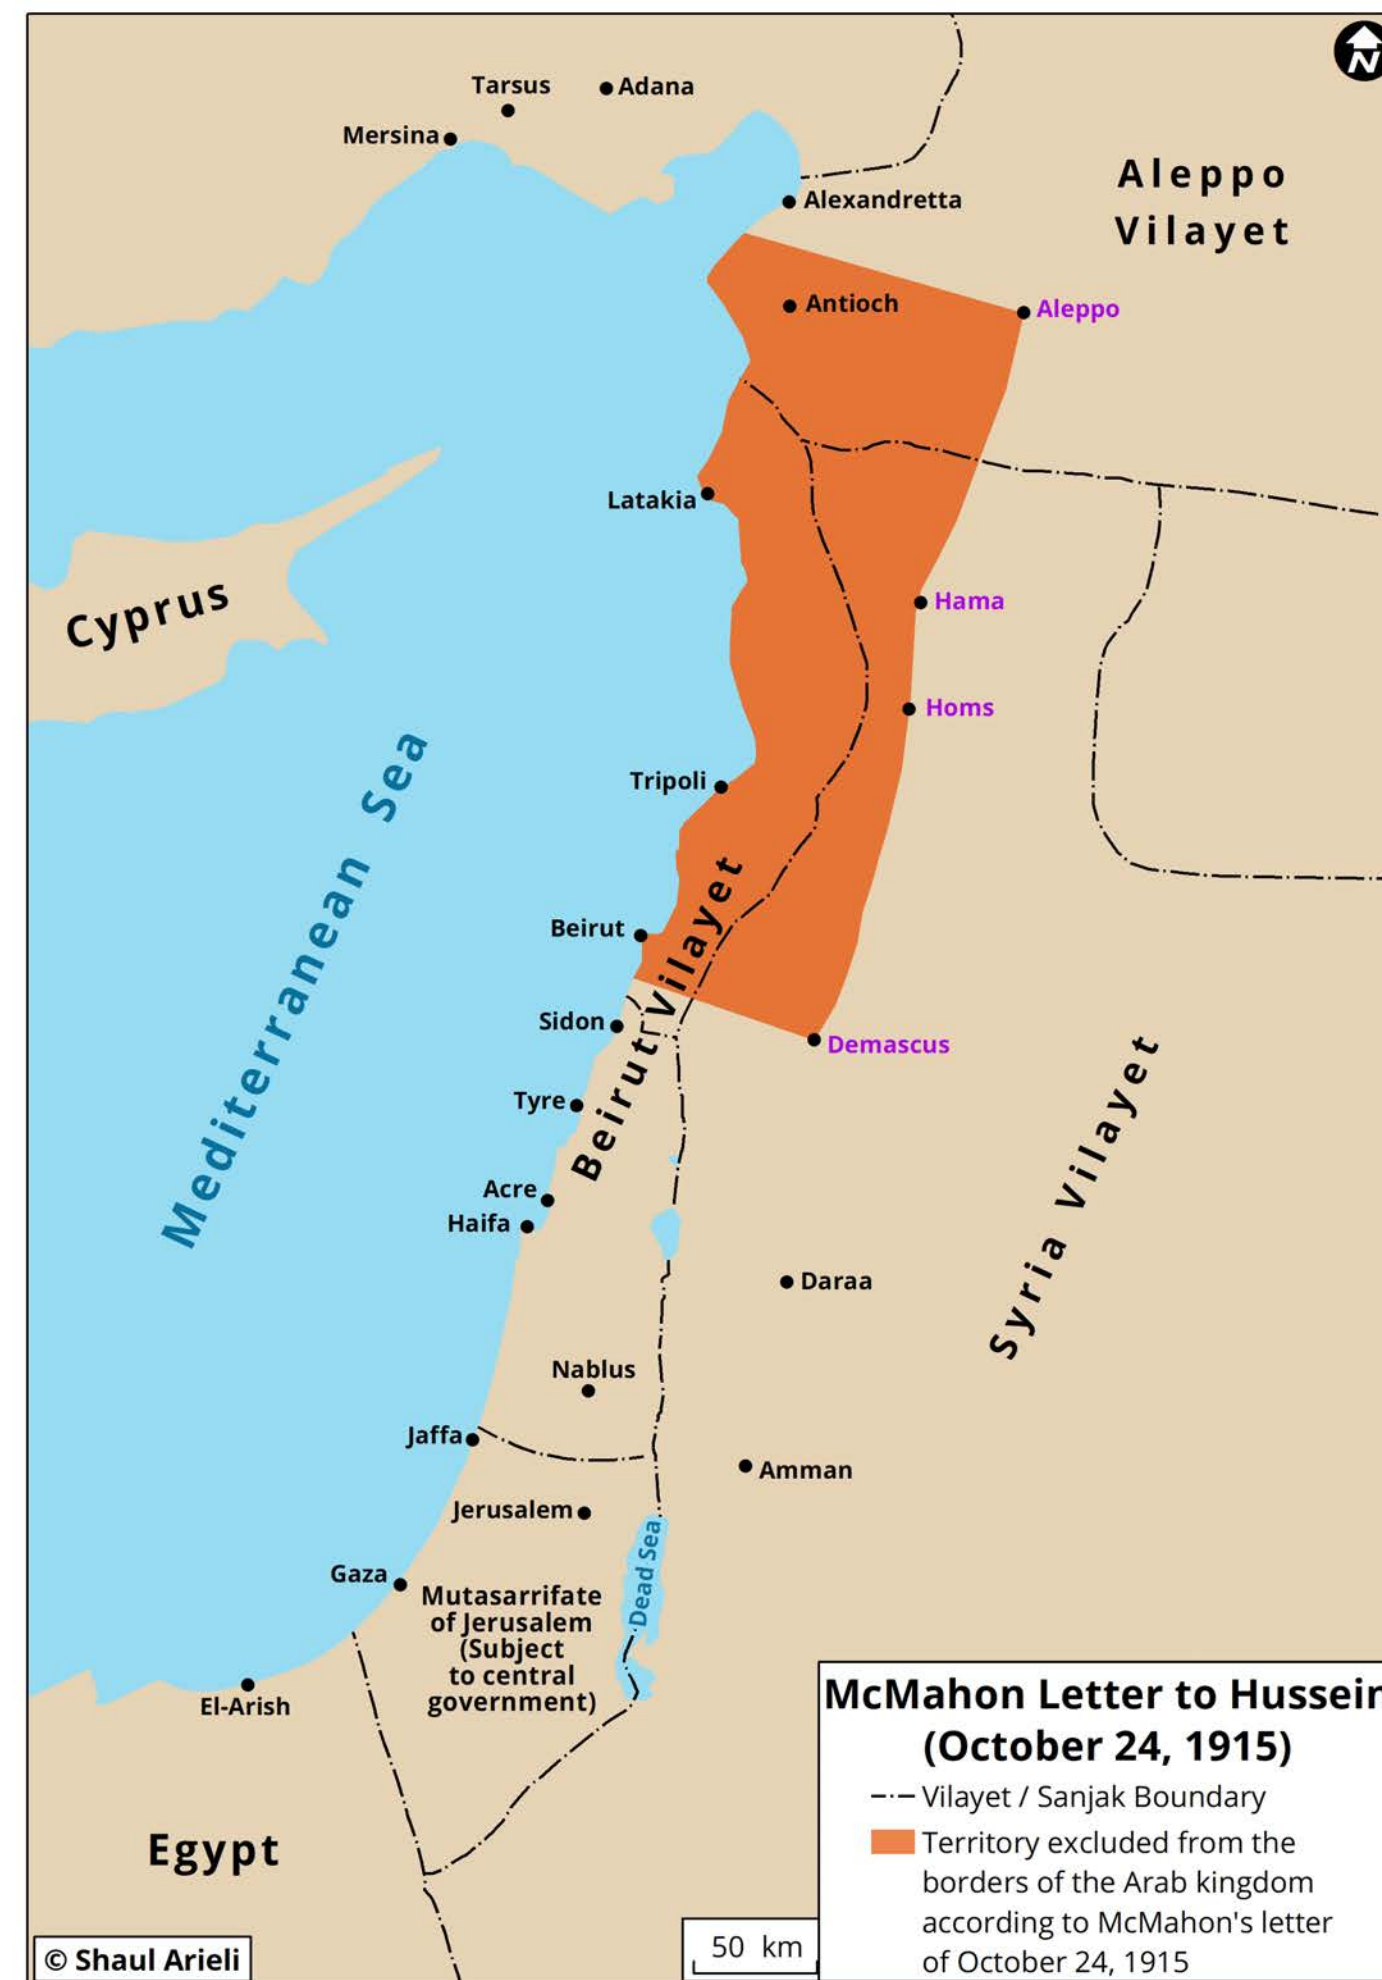 N
Tarsus
Adana
Mersina
Aleppo
Vilayet
Alexandretta
Antioch
Aleppo
Latakia
Cyprus
Hama
Homs
Mediterranean Sea
Tripoli
Beirut
Beirut Vilayet
Sidon
Demascus
Tyre
Syria Vilayet
Acre
Haifa
Daraa
Nablus
Jaffa
Amman
Jerusalem
Dead Sea
Gaza
Mutasarrifate
of Jerusalem
(Subject
to central
government)
El-Arish
Egypt
McMahon Letter to Hussein
(October 24, 1915)
Vilayet / Sanjak Boundary
Territory excluded from the
borders of the Arab kingdom
according to McMahon's letter
of October 24, 1915
50 km
© Shaul Arieli